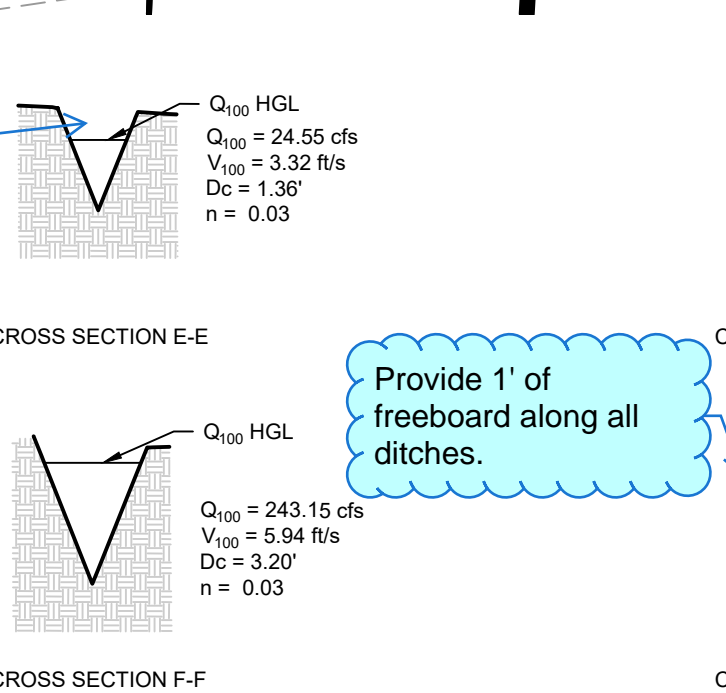 Q₁₀₀ HGL
Q₁₀₀ = 24.55 cfs
V₁₀₀ = 3.32 ft/s
Dc = 1.36'
n = 0.03
CROSS SECTION E-E
Provide 1' of
freeboard along all
ditches.
Q₁₀₀ HGL
Q₁₀₀ = 243.15 cfs
V₁₀₀ = 5.94 ft/s
Dc = 3.20'
n = 0.03
CROSS SECTION F-F